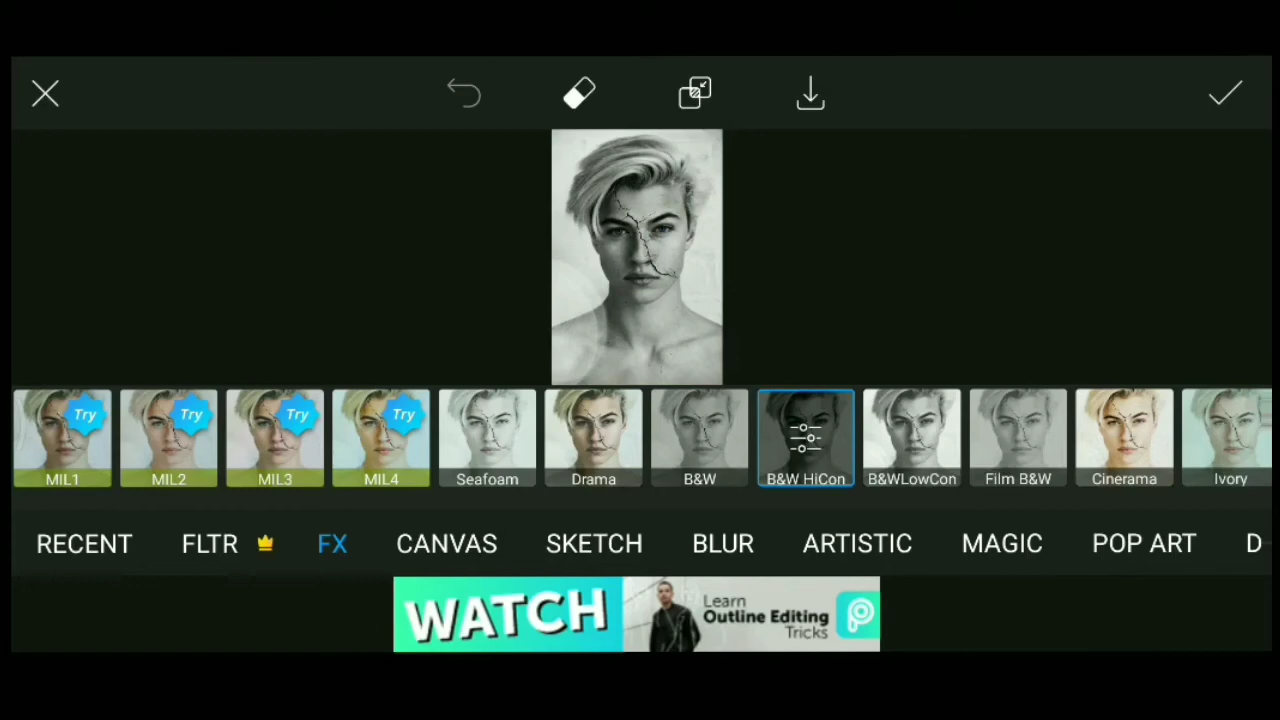 Try
Try
Try
Try
MIL1
MIL2
MIL3
MIL4
Seafoam
Drama
B&W
B&W HiCon
B&WLowCon
Film B&W
Cinerama
Ivory
RECENT
FLTR
FX
CANVAS
SKETCH
BLUR
ARTISTIC
MAGIC
POP ART
D
WATCH
Learn
Outline Editing
Tricks